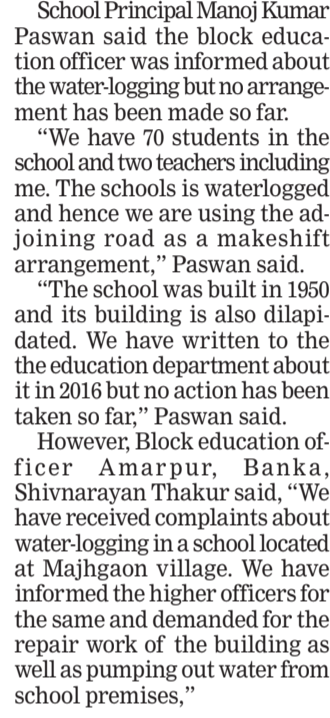 School Principal Manoj Kumar
Paswan said the block educa-
tion officer was informed about
the water-logging but no arrange-
ment has been made so far.
“We have 70 students in the
school and two teachers including
me. The schools is waterlogged
and hence we are using the ad-
joining road as a makeshift
arrangement,” Paswan said.
“The school was built in 1950
and its building is also dilapi-
dated. We have written to the
the education department about
it in 2016 but no action has been
taken so far,” Paswan said.
However, Block education of-
ficer Amarpur, Banka,
Shivnarayan Thakur said, “We
have received complaints about
water-logging in a school located
at Majhgaon village. We have
informed the higher officers for
the same and demanded for the
repair work of the building as
well as pumping out water from
school premises,”